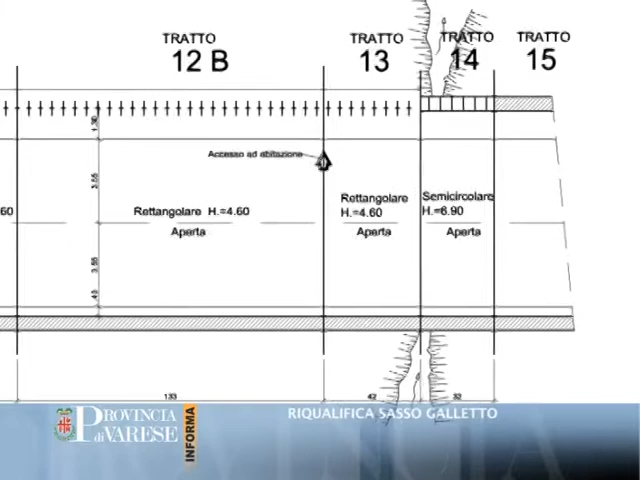 TRATTO
12 B
TRATTO
13
TRATTO
14
TRATTO
15
1.30
Accesso ad abitazione
3.55
60
Rettangolare H.=4.60
Aperta
Rettangolare
H.=4.60
Aperta
Semicircolare
H.=6.90
Aperta
3.55
.45
133
42
32
PROVINCIA
di VARESE
INFORMA
RIQUALIFICA SASSO GALLETTO